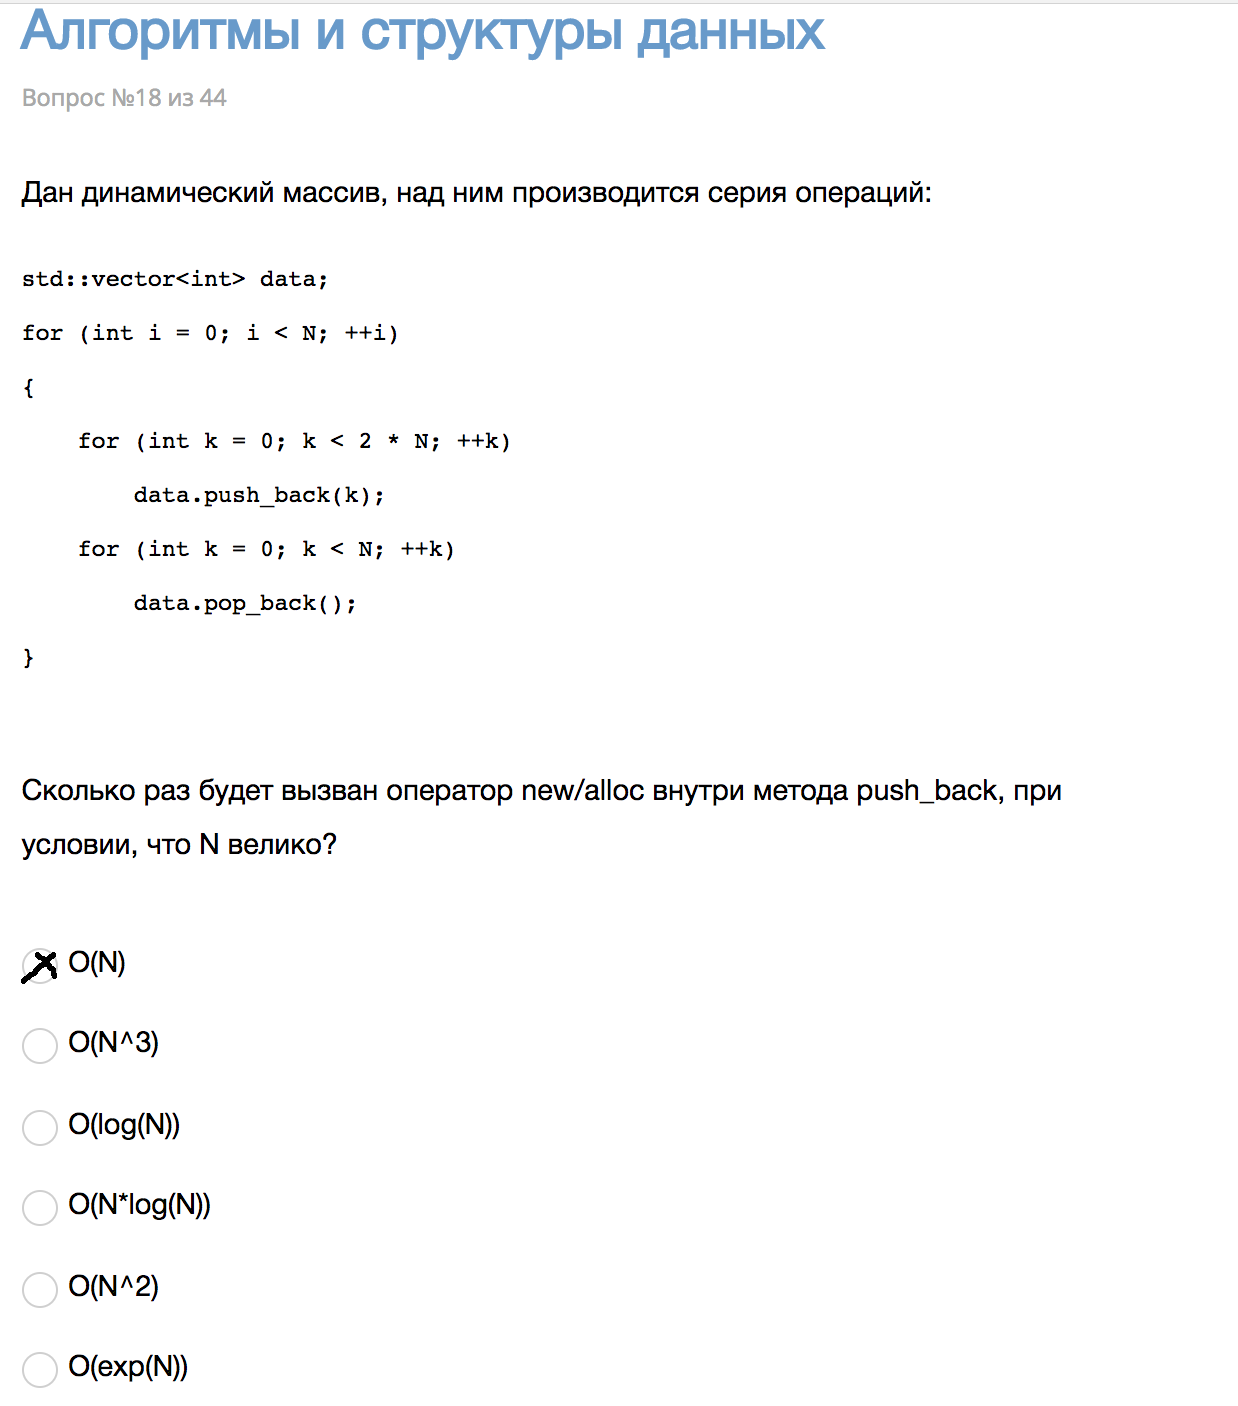 Алгоритмы и структуры данных
Вопрос №18 из 44
Дан динамический массив, над ним производится серия операций:
std::vector<int> data;
for (int i = 0; i < N; ++i)
{
for (int k = 0; k < 2 * N; ++k)
data.push_back(k);
for (int k = 0; k < N; ++k)
data.pop_back();
}
Сколько раз будет вызван оператор new/alloc внутри метода push_back, при
условии, что N велико?
O(N)
O(N^3)
O(log(N))
O(N*log(N))
O(N^2)
O(exp(N))